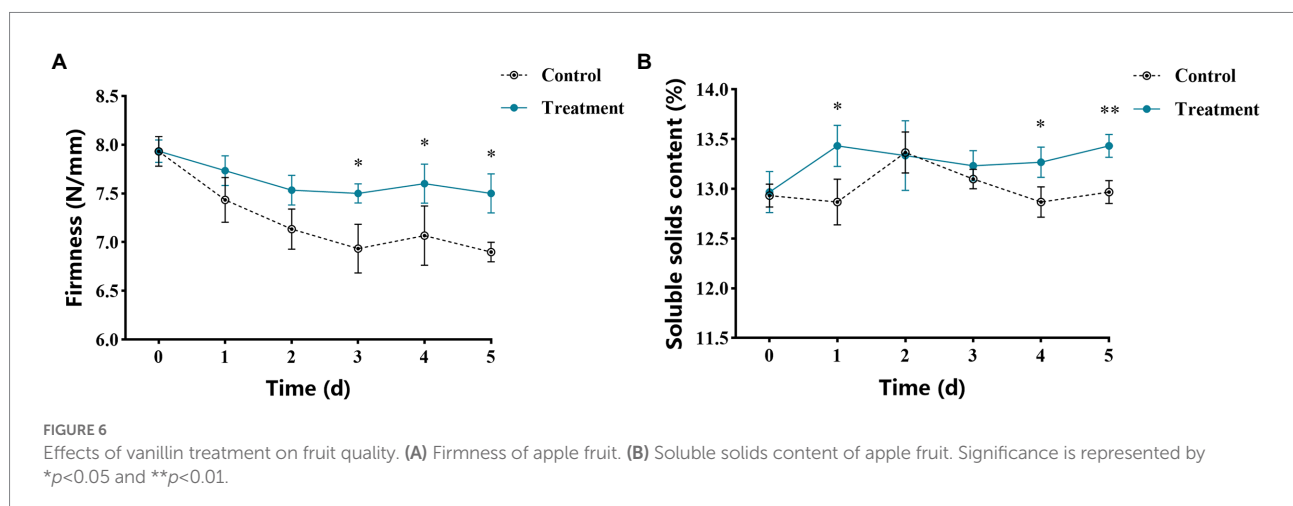 A
Control
Treatment
8.5
8.0
7.5
7.0
6.5
6.0
Firmness (N/mm)
* * *
0 1 2 3 4 5
Time (d)
B
Control
Treatment
14.0
13.5
13.0
12.5
12.0
11.5
Soluble solids content (%)
* * **
0 1 2 3 4 5
Time (d)
FIGURE 6
Effects of vanillin treatment on fruit quality. (A) Firmness of apple fruit. (B) Soluble solids content of apple fruit. Significance is represented by
*p<0.05 and **p<0.01.